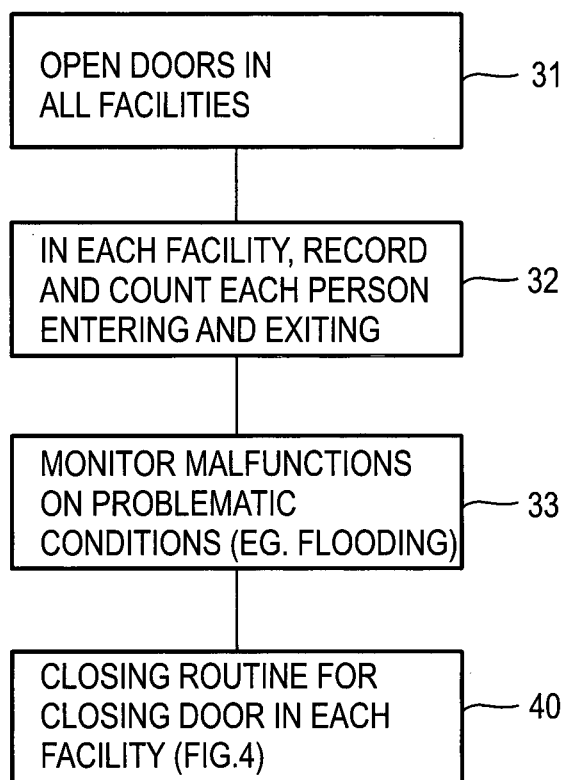 OPEN DOORS IN
ALL FACILITIES
31
IN EACH FACILITY, RECORD
AND COUNT EACH PERSON
ENTERING AND EXITING
32
MONITOR MALFUNCTIONS
ON PROBLEMATIC
CONDITIONS (EG. FLOODING)
33
CLOSING ROUTINE FOR
CLOSING DOOR IN EACH
FACILITY (FIG.4)
40